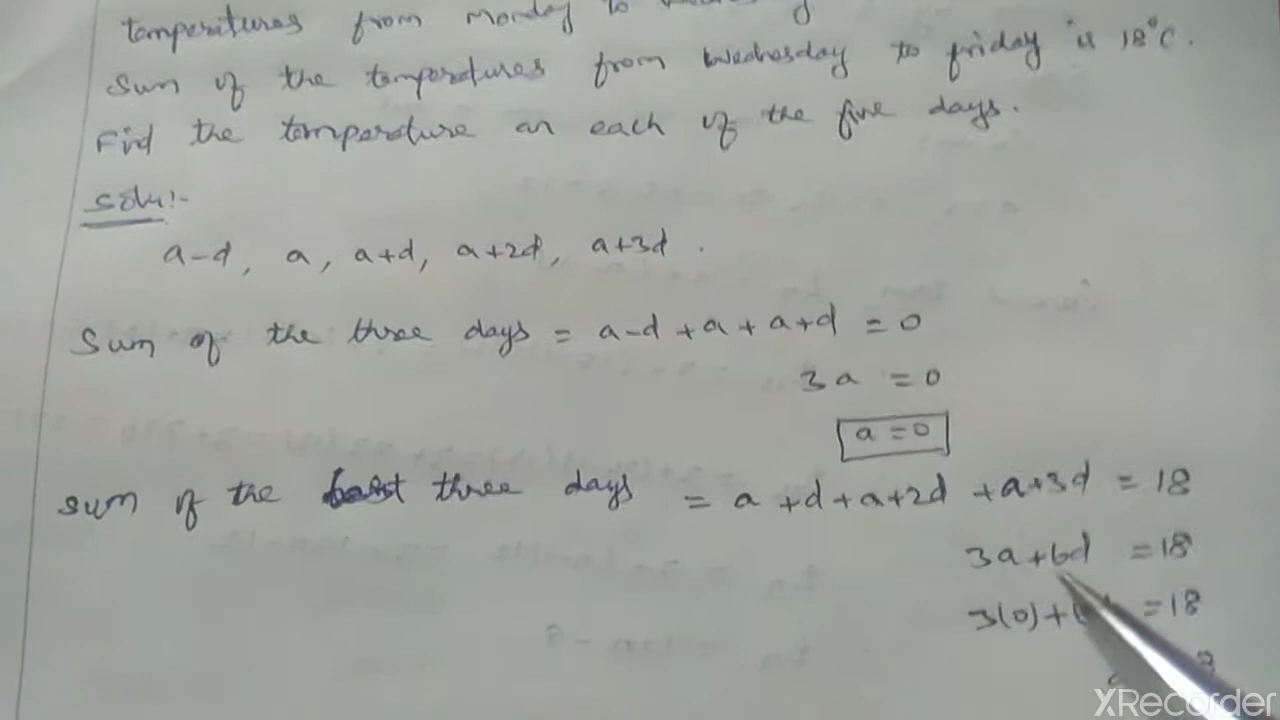 temperatures from monday to
Sum of the temperatures from Wednesday to friday is 18°C.
Fid the temperature on each of the five days.
Soln:-
a-d, a, a+d, a+2d, a+3d.
Sum of the three days = a-d+a+a+d = 0
3a = 0
a = 0
Sum of the last three days = a+d+a+2d+a+3d = 18
3a+6d = 18
3(0)+ = 18
XRecorder